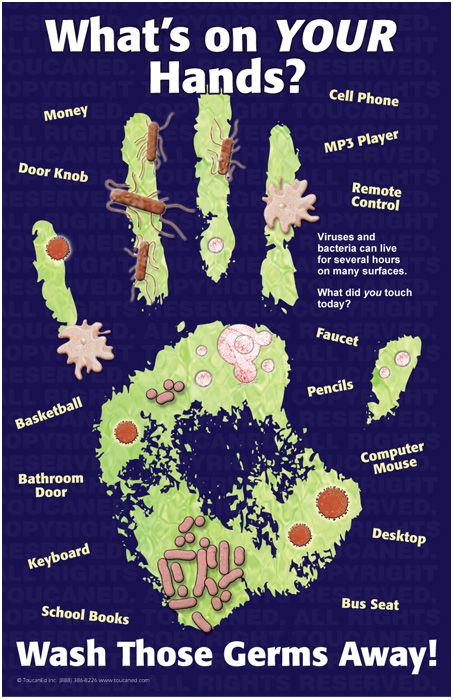 What's on YOUR
Hands?
Money
Cell Phone
Door Knob
MP3 Player
Remote
Control
Viruses and
bacteria can live
for several hours
on many surfaces.
What did you touch
today?
Faucet
Pencils
Basketball
Computer
Mouse
Bathroom
Door
Desktop
Keyboard
School Books
Bus Seat
Wash Those Germs Away!
© ToucanEd Inc. (888) 386-8226 www.toucaned.com